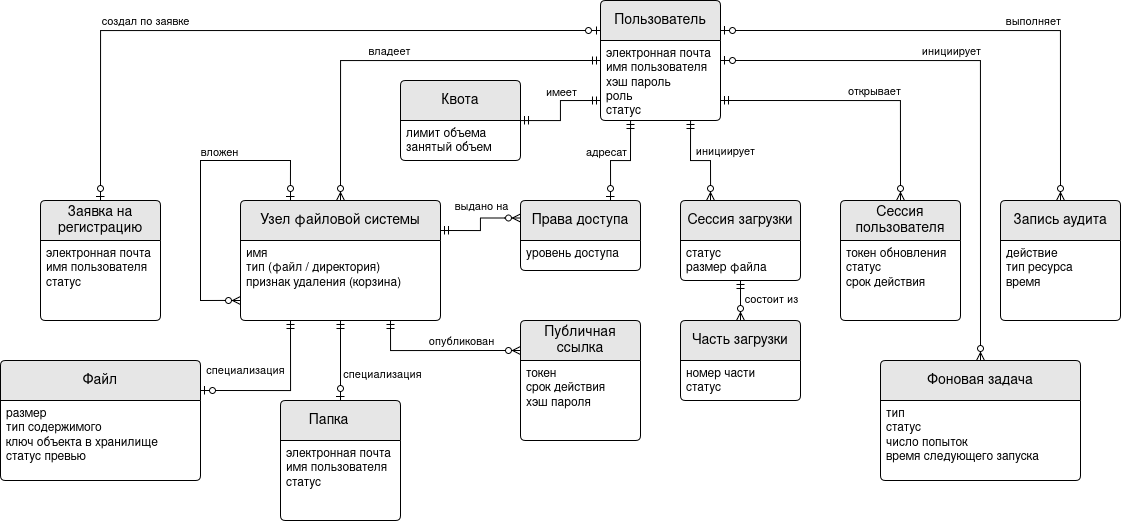 создал по заявке
Пользователь
электронная почта
имя пользователя
хэш пароль
роль
статус
выполняет
владеет
инициирует
Квота
лимит объема
занятый объем
имеет
открывает
вложен
адресат
инициирует
Заявка на
регистрацию
электронная почта
имя пользователя
статус
Узел файловой системы
имя
тип (файл / директория)
признак удаления (корзина)
выдано на
Права доступа
уровень доступа
Сессия загрузки
статус
размер файла
Сессия
пользователя
токен обновления
статус
срок действия
Запись аудита
действие
тип ресурса
время
состоит из
опубликован
Публичная
ссылка
токен
срок действия
хэш пароля
Часть загрузки
номер части
статус
специализация
специализация
Файл
размер
тип содержимого
ключ объекта в хранилище
статус превью
Папка
электронная почта
имя пользователя
статус
Фоновая задача
тип
статус
число попыток
время следующего запуска